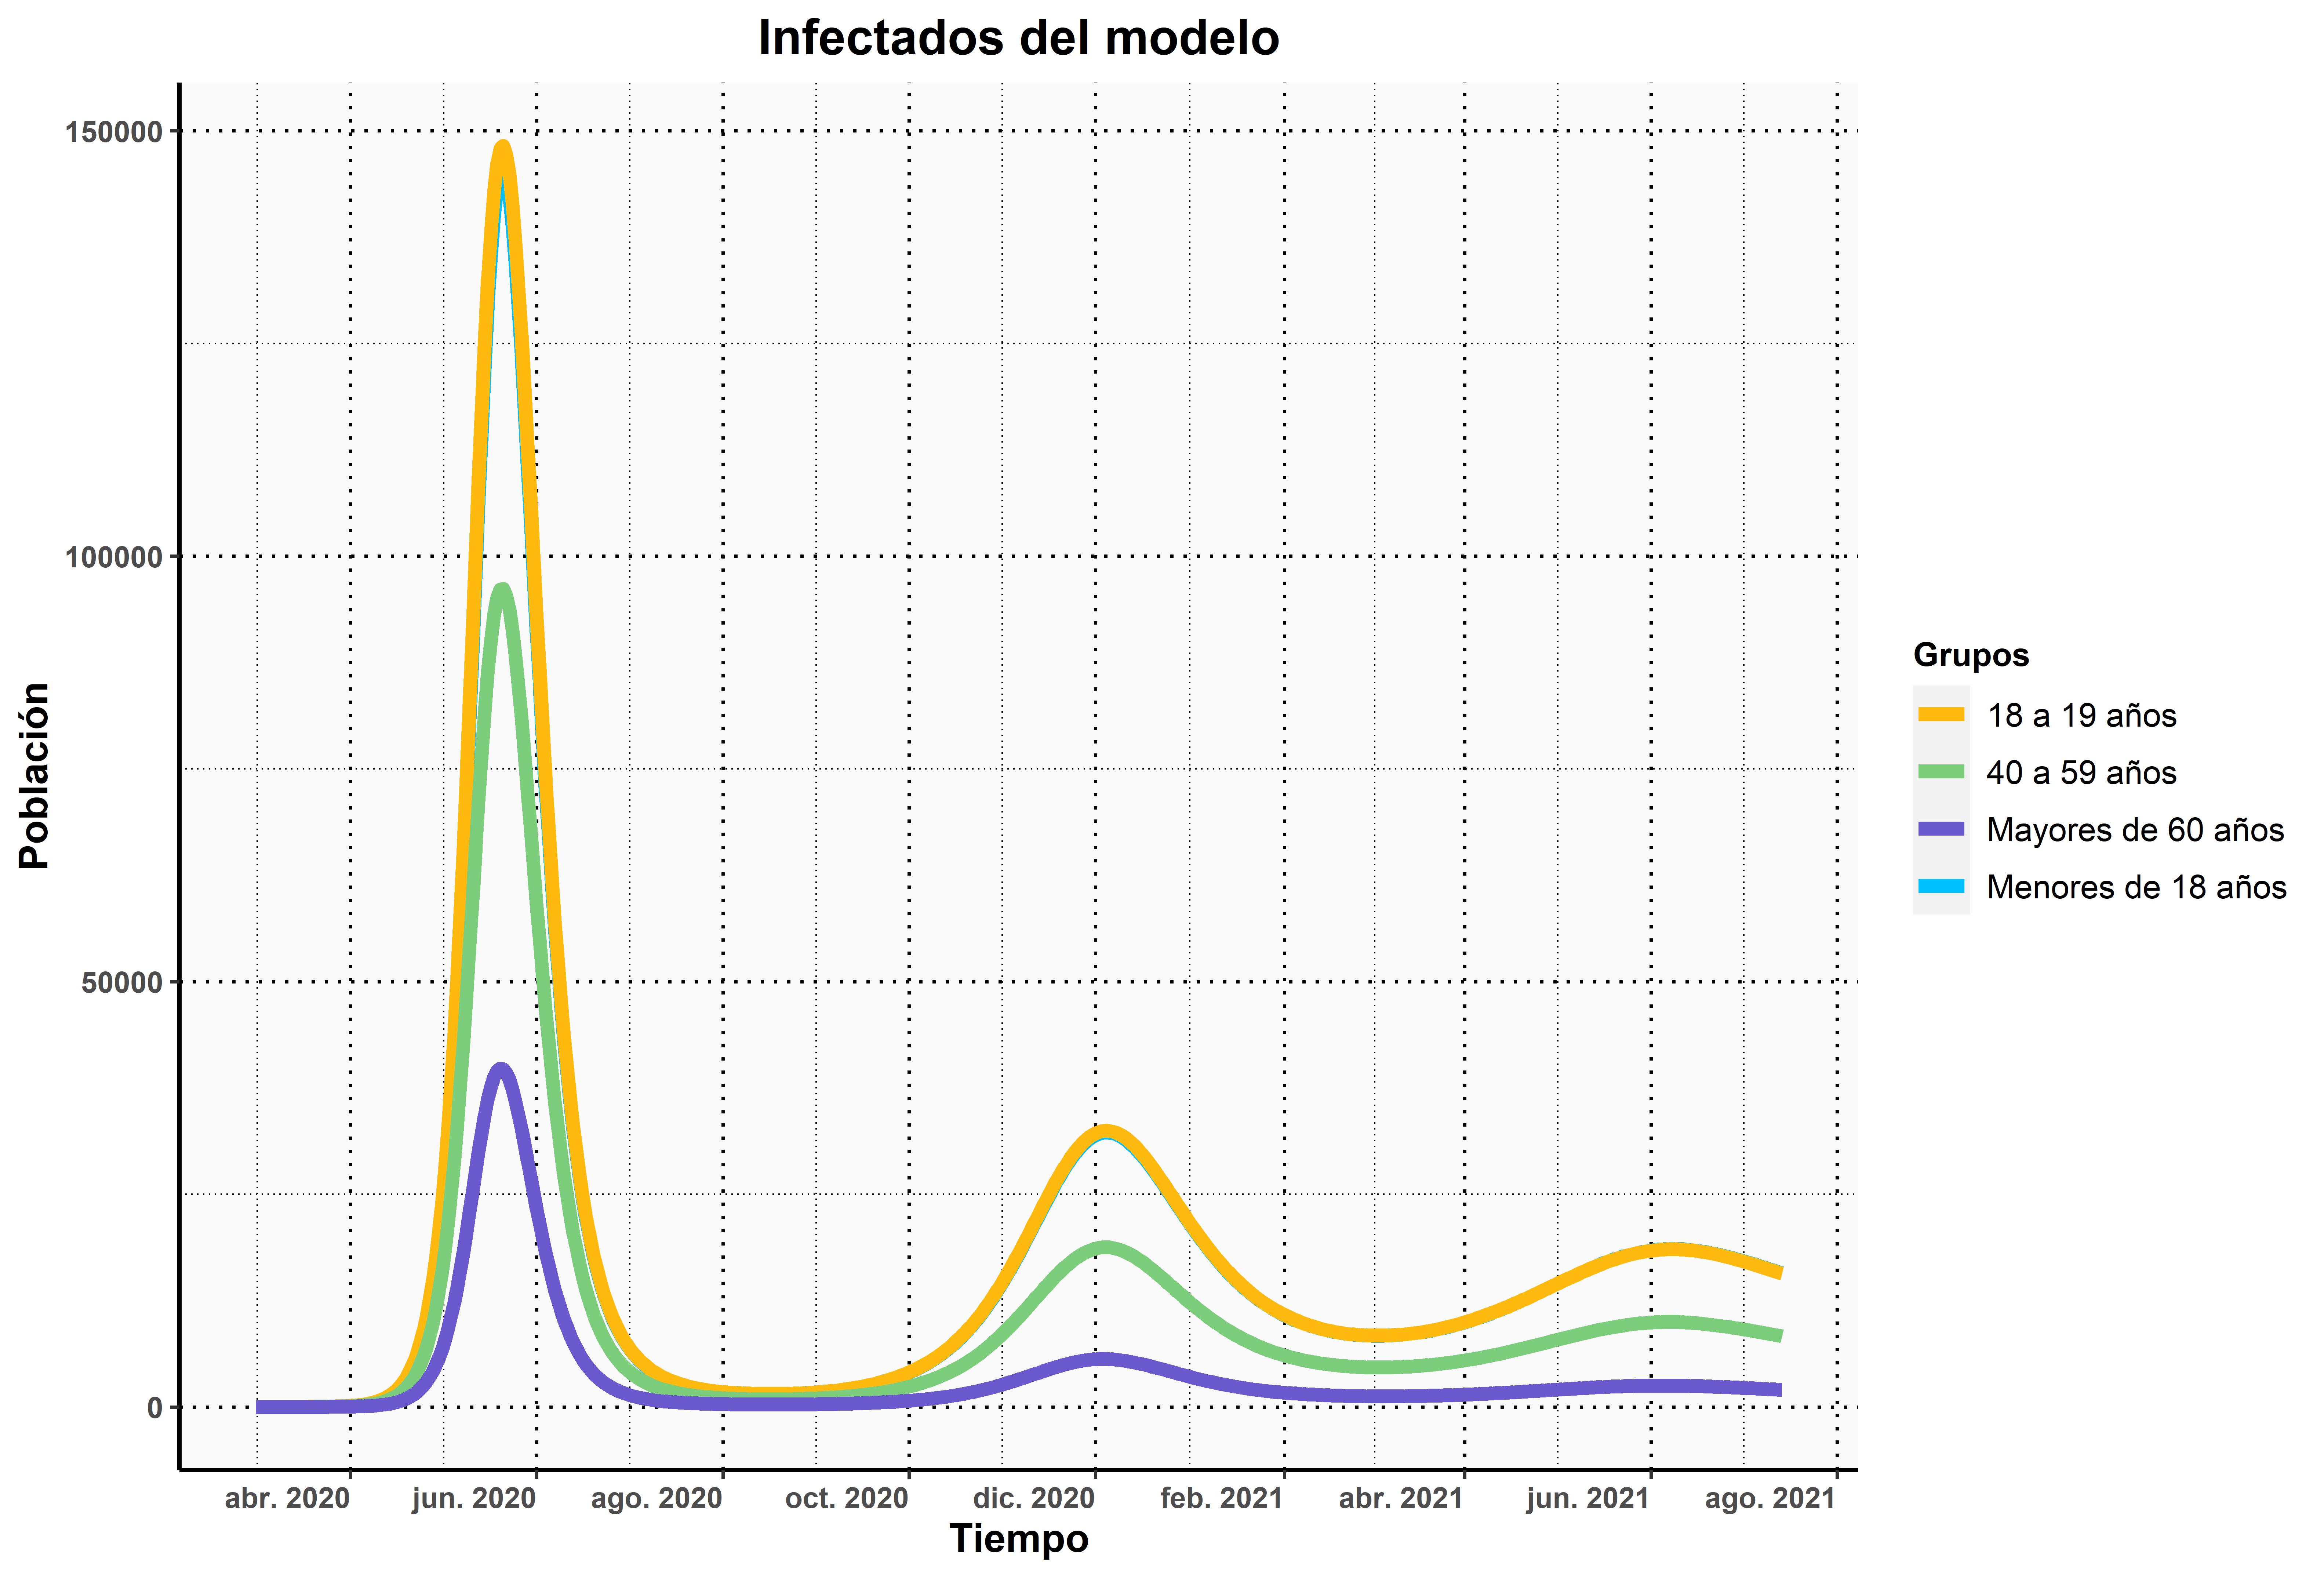 Infectados del modelo
Población
150000
100000
50000
0
abr. 2020
jun. 2020
ago. 2020
oct. 2020
dic. 2020
feb. 2021
abr. 2021
jun. 2021
ago. 2021
Tiempo
Grupos
18 a 19 años
40 a 59 años
Mayores de 60 años
Menores de 18 años